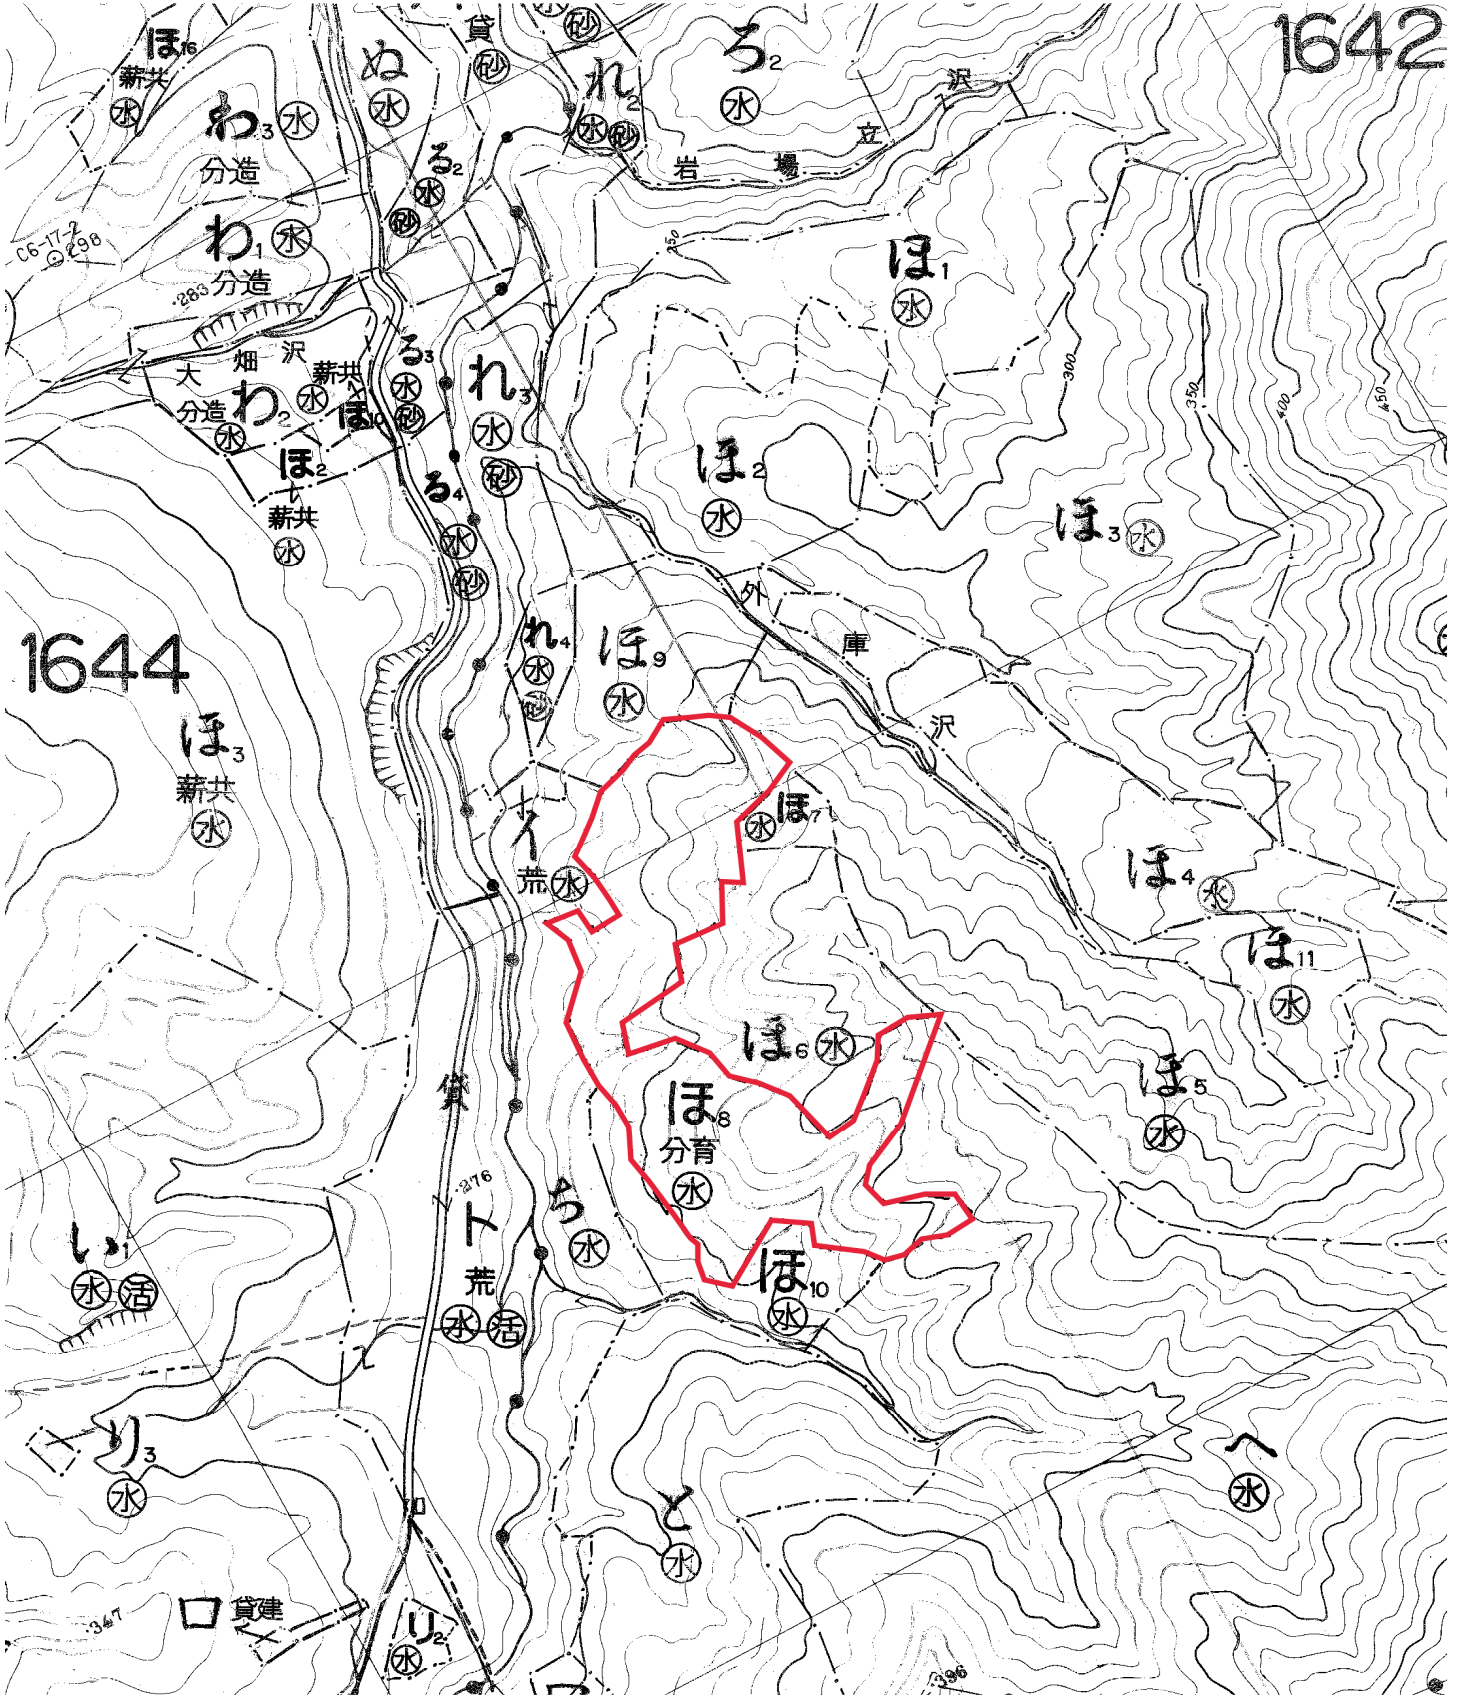 1642
ほ16
薪共
水
ぬ
水
貸
砂
水
砂
れ2
水 砂
ろ2
水
沢
立
場
岩
わ3 水
分造
る2
水
砂
わ1 水
分造
C6-17-2
298
・283
250
ほ1
水
大 畑 沢
薪共
水
ほ10
わ2
分造
水
る3
水
砂
れ3
水
砂
300
350
400
450
ほ2
薪共
水
る4
水
砂
ほ2
水
ほ3 水
外 庫 沢
1644
れ4
水
砂
ほ9
水
ほ3
薪共
水
ほ7
水
イ
荒 水
ほ4 水
ほ11
水
ほ6 水
ほ5
水
貸
ほ8
分育
水
・276
ト
荒
水 活
ち
水
い1
水 活
ほ10
水
り3
水
と
水
へ
水
・347
ロ 貸建
り2
水
・396